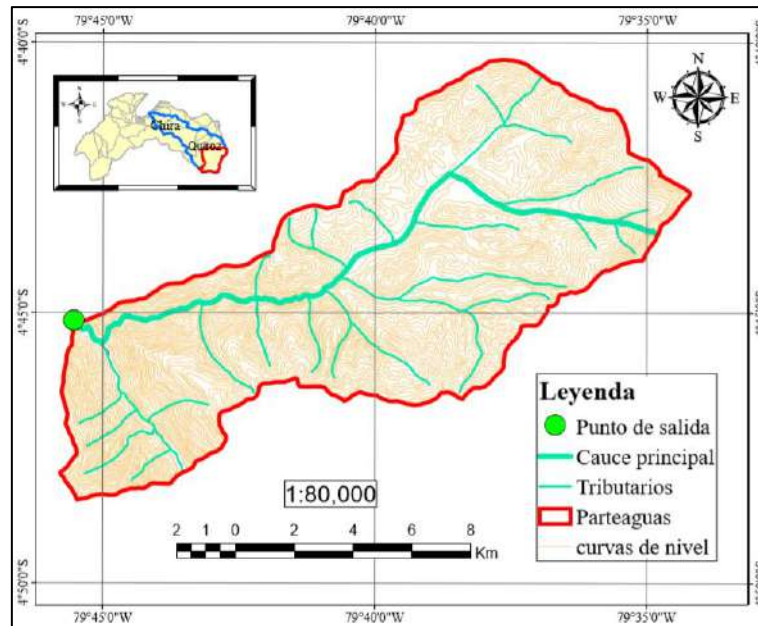 79°45'0"W 79°40'0"W 79°35'0"W
4°40'0"S
N
W E
S
Chira
Quiroz
4°45'0"S
4°50'0"S
Leyenda
Punto de salida
Cauce principal
Tributarios
Parteaguas
curvas de nivel
1:80,000
2 1 0 2 4 6 8
Km
79°45'0"W 79°40'0"W 79°35'0"W